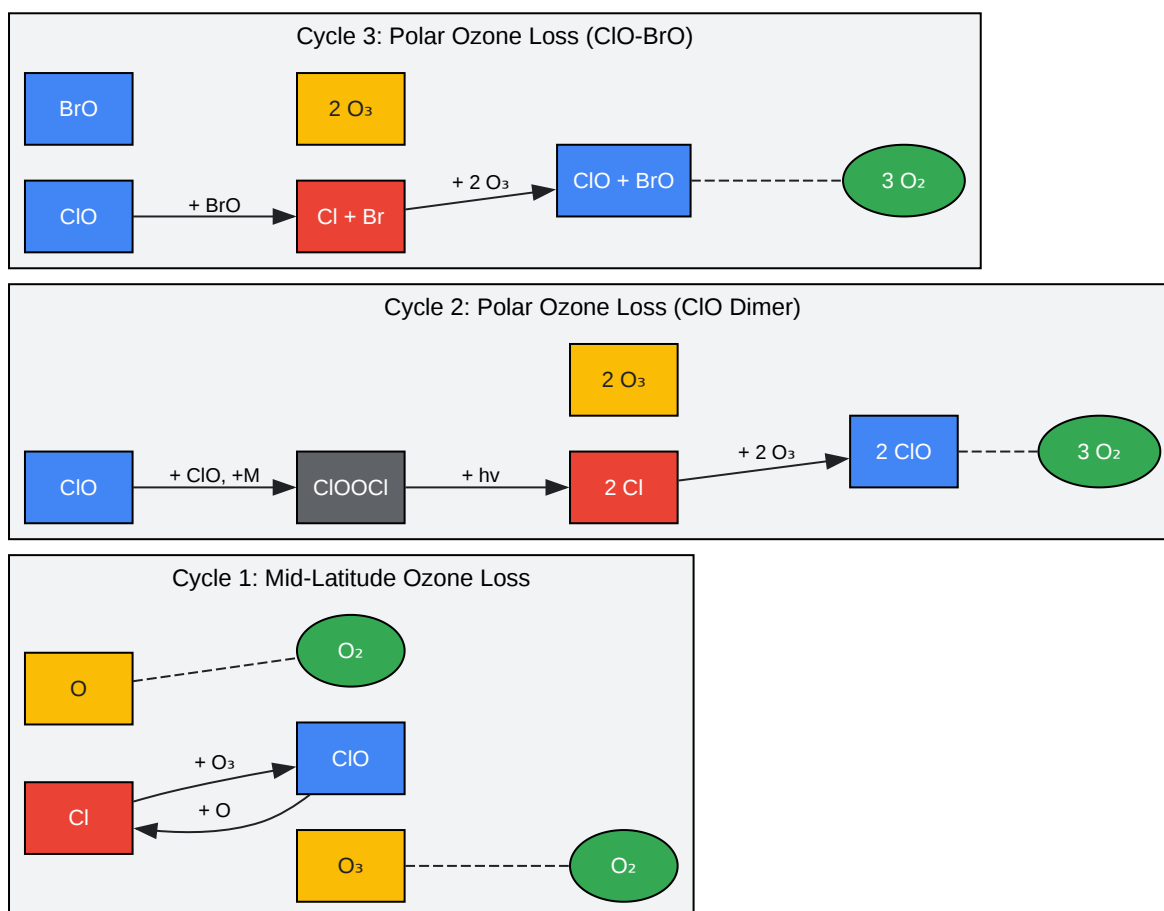 Cycle 3: Polar Ozone Loss (ClO-BrO)
BrO
2 O₃
ClO
+ BrO
Cl + Br
+ 2 O₃
ClO + BrO
3 O₂
Cycle 2: Polar Ozone Loss (ClO Dimer)
2 O₃
ClO
+ ClO, +M
ClOOCl
+ hv
2 Cl
+ 2 O₃
2 ClO
3 O₂
Cycle 1: Mid-Latitude Ozone Loss
O
O₂
Cl
+ O₃
+ O
ClO
O₃
O₂